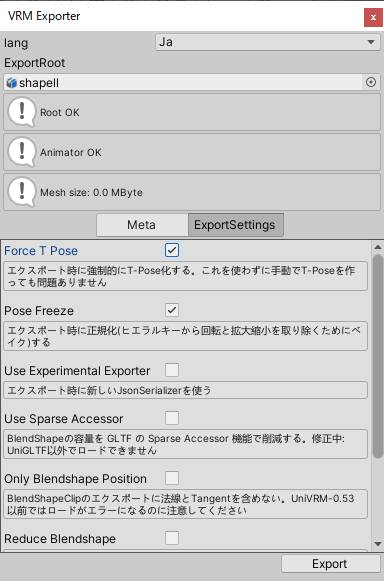 VRM Exporter
x
lang
Ja
ExportRoot
shapell
Root OK
Animator OK
Mesh size: 0.0 MByte
Meta
ExportSettings
Force T Pose
エクスポート時に強制的にT-Pose化する。これを使わずに手動でT-Poseを作
っても問題ありません
Pose Freeze
エクスポート時に正規化(ヒエラルキーから回転と拡大縮小を取り除くためにベ
イク)する
Use Experimental Exporter
エクスポート時に新しいJsonSerializerを使う
Use Sparse Accessor
BlendShapeの容量を GLTF の Sparse Accessor 機能で削減する。修正中:
UniGLTF以外でロードできません
Only Blendshape Position
BlendShapeClipのエクスポートに法線とTangentを含めない。UniVRM-0.53
以前ではロードがエラーになるのに注意してください
Reduce Blendshape
Export